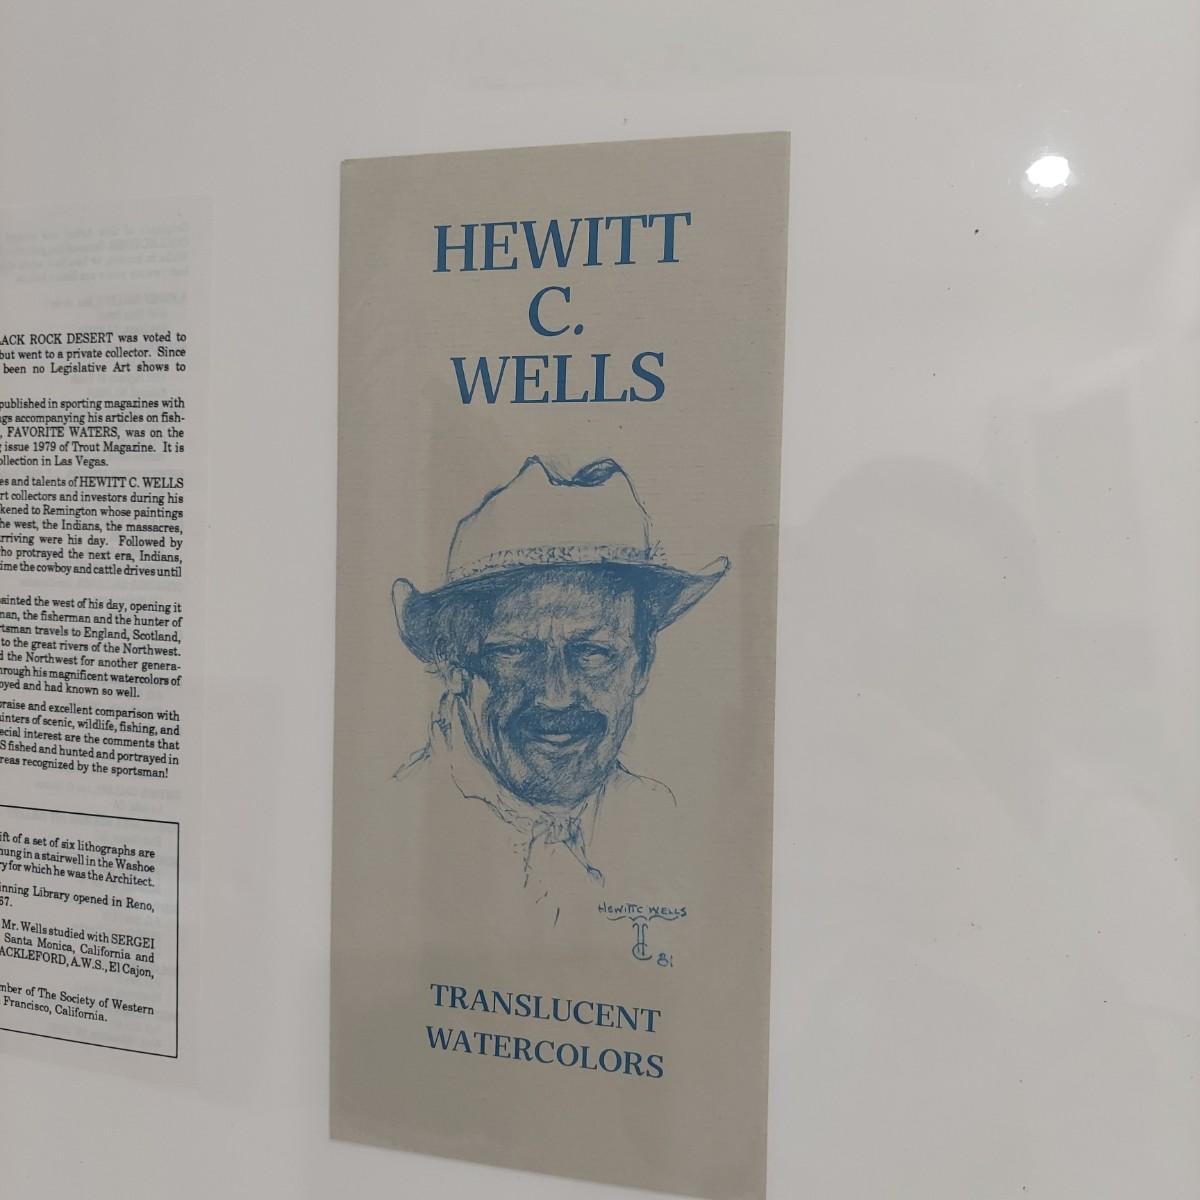 ACK ROCK DESERT was voted to
but went to a private collector. Since
been no Legislative Art shows to
published in sporting magazines with
gs accompanying his articles on fish-
, FAVORITE WATERS, was on the
issue 1979 of Trout Magazine. It is
ollection in Las Vegas.
es and talents of HEWITT C. WELLS
rt collectors and investors during his
kened to Remington whose paintings
he west, the Indians, the massacres,
rriving were his day. Followed by
ho protrayed the next era, Indians,
ime the cowboy and cattle drives until
ainted the west of his day, opening it
man, the fisherman and the hunter of
rtsman travels to England, Scotland,
to the great rivers of the Northwest.
d the Northwest for another genera-
hrough his magnificent watercolors of
oyed and had known so well.
praise and excellent comparison with
ainters of scenic, wildlife, fishing, and
ecial interest are the comments that
S fished and hunted and portrayed in
reas recognized by the sportsman!
ift of a set of six lithographs are
hung in a stairwell in the Washoe
ry for which he was the Architect.
inning Library opened in Reno,
67.
Mr. Wells studied with SERGEI
Santa Monica, California and
ACKLEFORD, A.W.S., El Cajon,
mber of The Society of Western
Francisco, California.
HEWITT
C.
WELLS
HEWITT C WELLS
81
TRANSLUCENT
WATERCOLORS